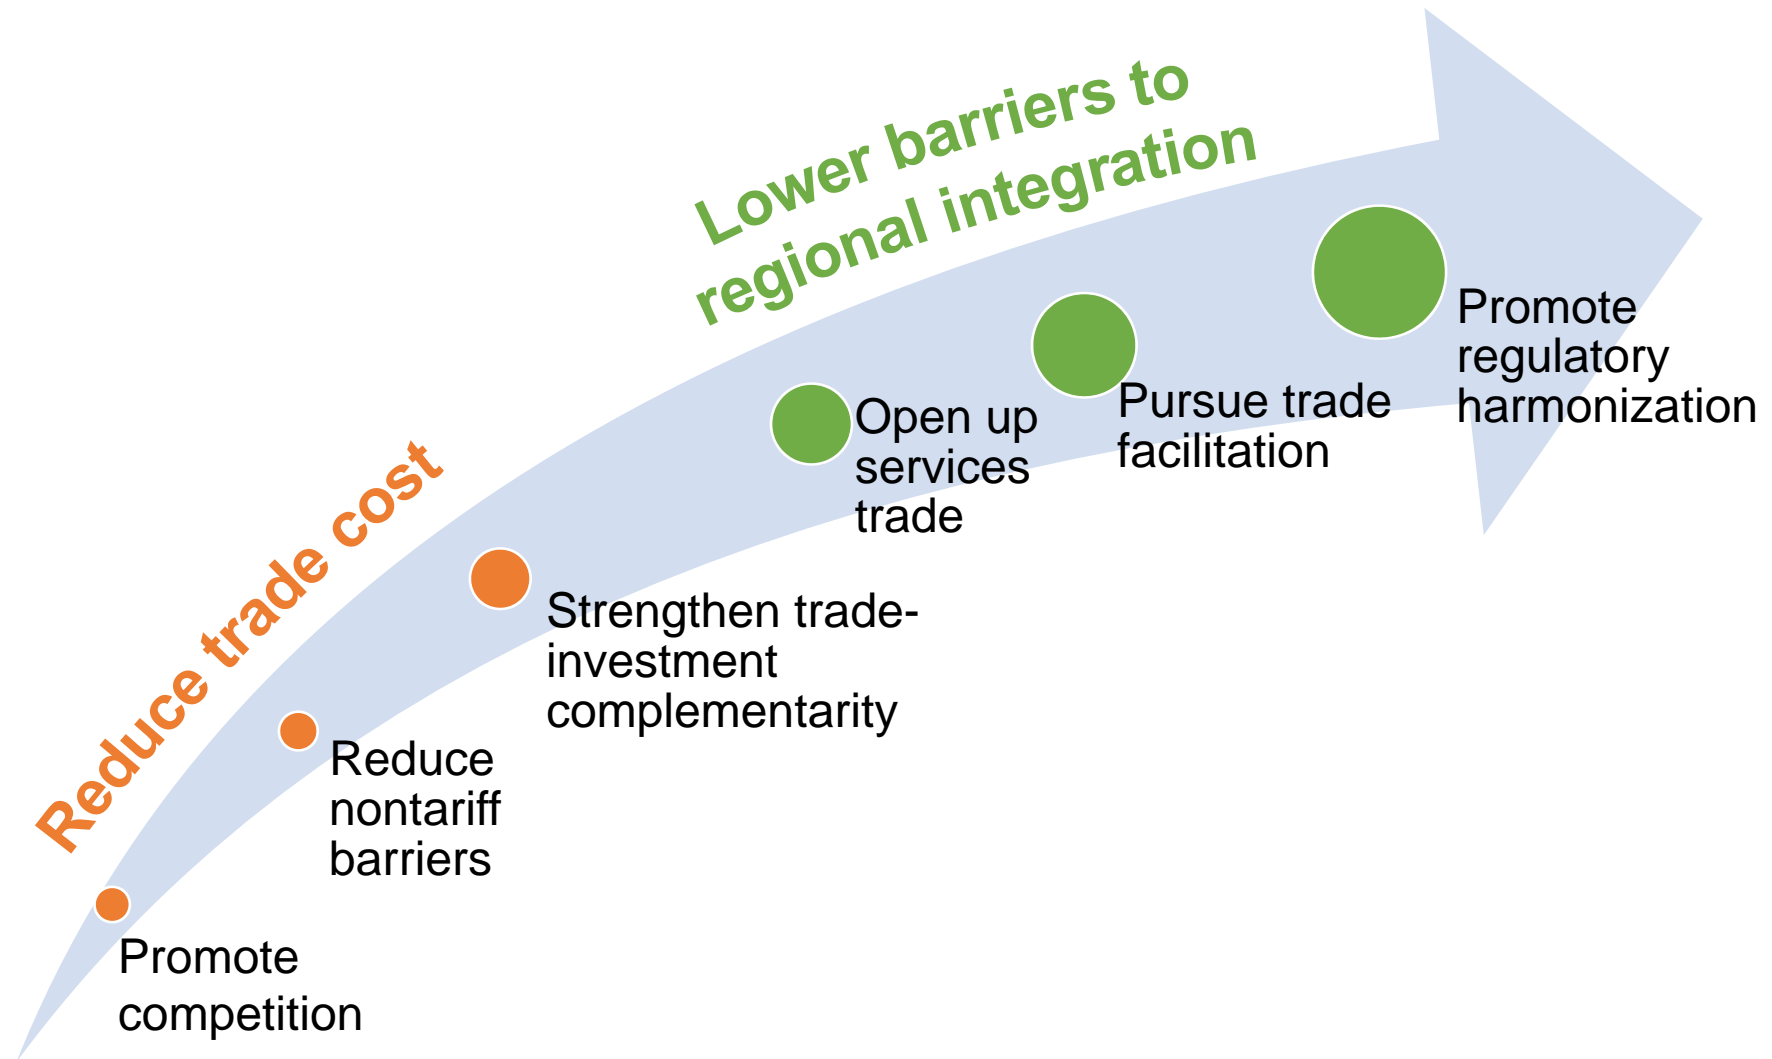 Lower barriers to
regional integration
Reduce trade cost
Promote
competition
Reduce
nontariff
barriers
Strengthen trade-
investment
complementarity
Open up
services
trade
Pursue trade
facilitation
Promote
regulatory
harmonization